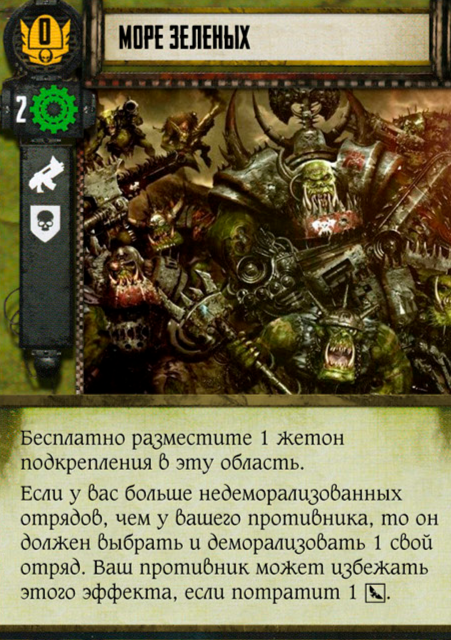 0
МОРЕ ЗЕЛЕНЫХ
2
Бесплатно разместите 1 жетон
подкрепления в эту область.
Если у вас больше недеморализованных
отрядов, чем у вашего противника, то он
должен выбрать и деморализовать 1 свой
отряд. Ваш противник может избежать
этого эффекта, если потратит 1 .